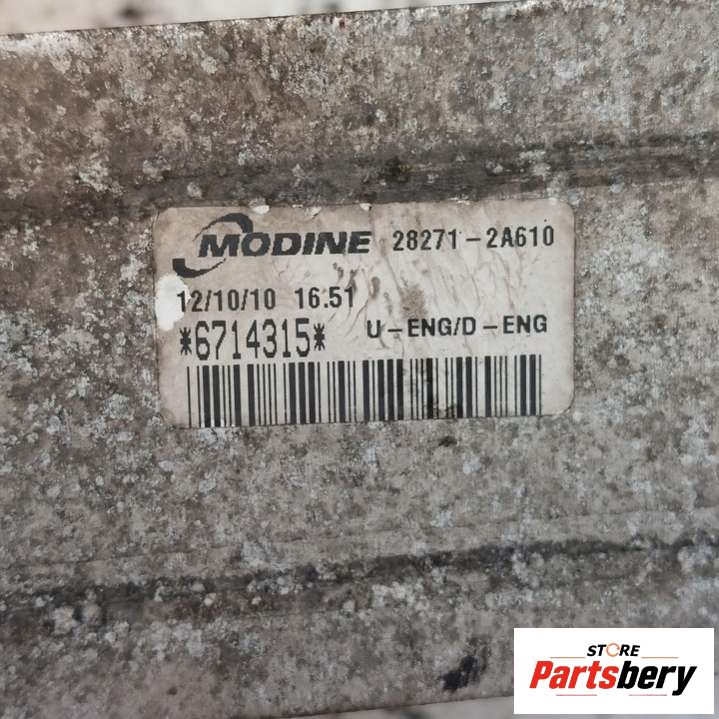 MODINE 28271-2A610
12/10/10 16.51
*6714315* U-ENG/D-ENG
STORE
Partsbery